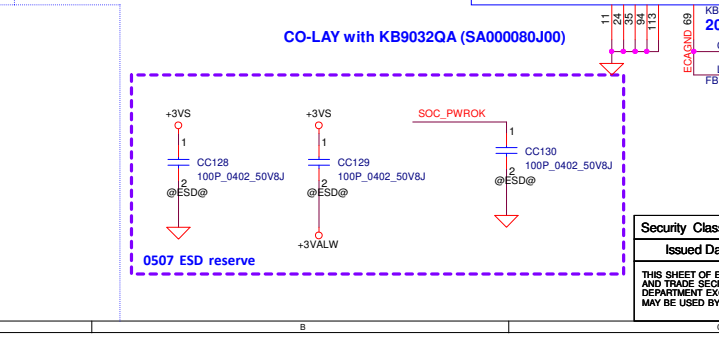 KB
20
CO-LAY with KB9032QA (SA000080J00)
11
24
35
94
113
69
ECAGND
FB
+3VS
1
CC128
100P_0402_50V8J
2
@ESD@
+3VS
1
CC129
100P_0402_50V8J
2
@ESD@
+3VALW
SOC_PWROK
1
CC130
100P_0402_50V8J
2
@ESD@
0507 ESD reserve
Security Clas
Issued Da
THIS SHEET OF E
AND TRADE SEC
DEPARTMENT EX
MAY BE USED BY
B